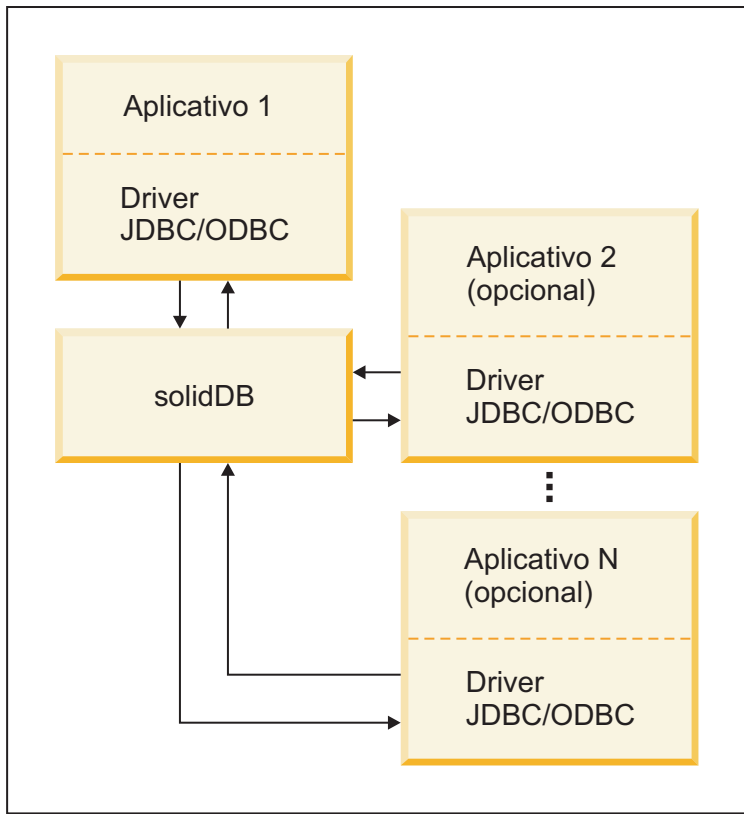 Aplicativo 1
Driver
JDBC/ODBC
solidDB
Aplicativo 2
(opcional)
Driver
JDBC/ODBC
Aplicativo N
(opcional)
Driver
JDBC/ODBC